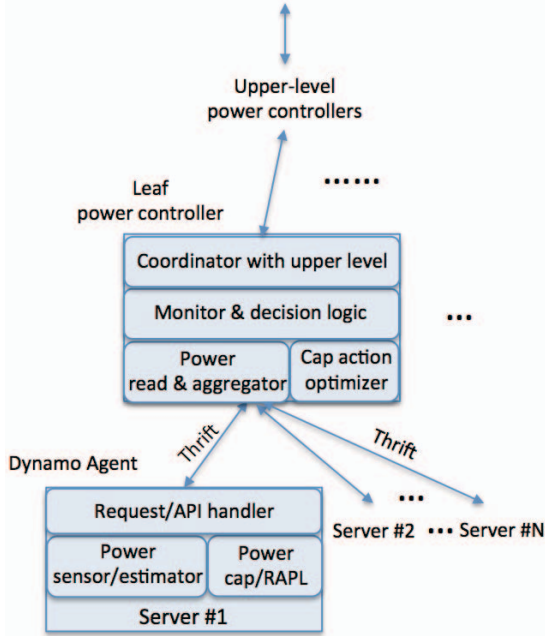 Upper-level
power controllers
......
Leaf
power controller
Coordinator with upper level
Monitor & decision logic
...
Power
read & aggregator
Cap action
optimizer
Thrift
Thrift
Dynamo Agent
...
Request/API handler
Server #2 ... Server #N
Power
sensor/estimator
Power
cap/RAPL
Server #1